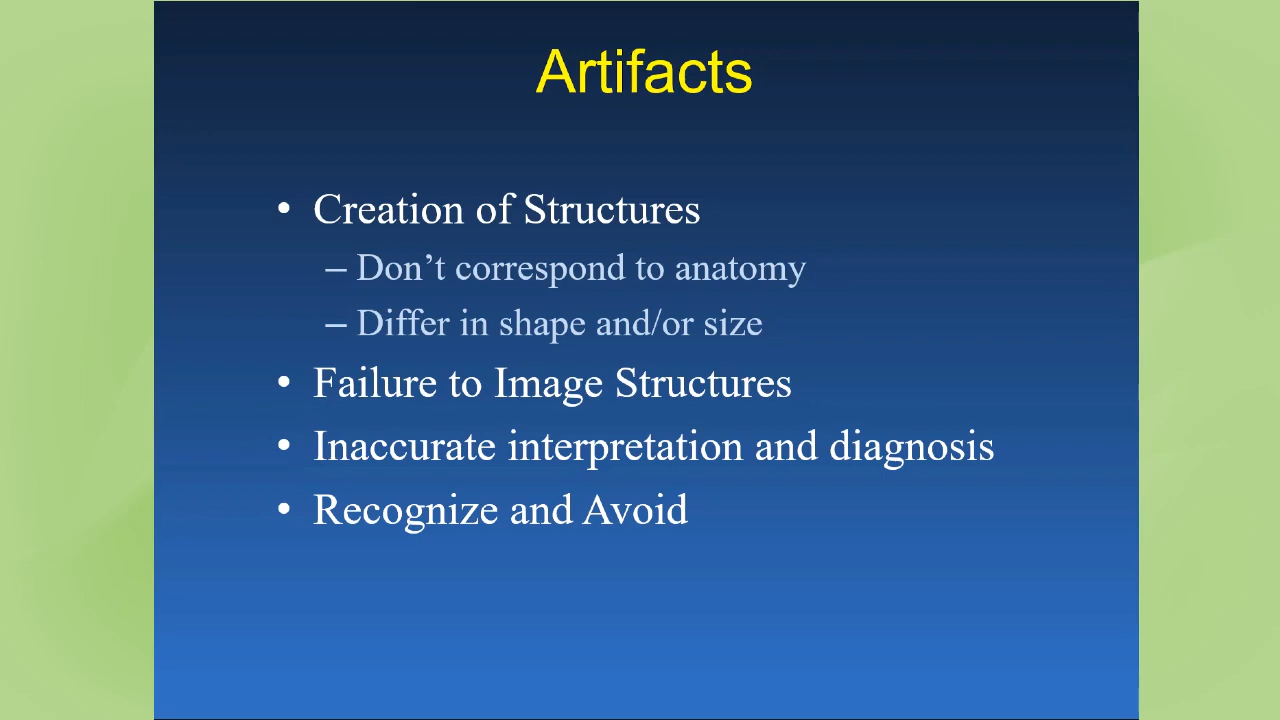 Artifacts
• Creation of Structures
– Don’t correspond to anatomy
– Differ in shape and/or size
• Failure to Image Structures
• Inaccurate interpretation and diagnosis
• Recognize and Avoid